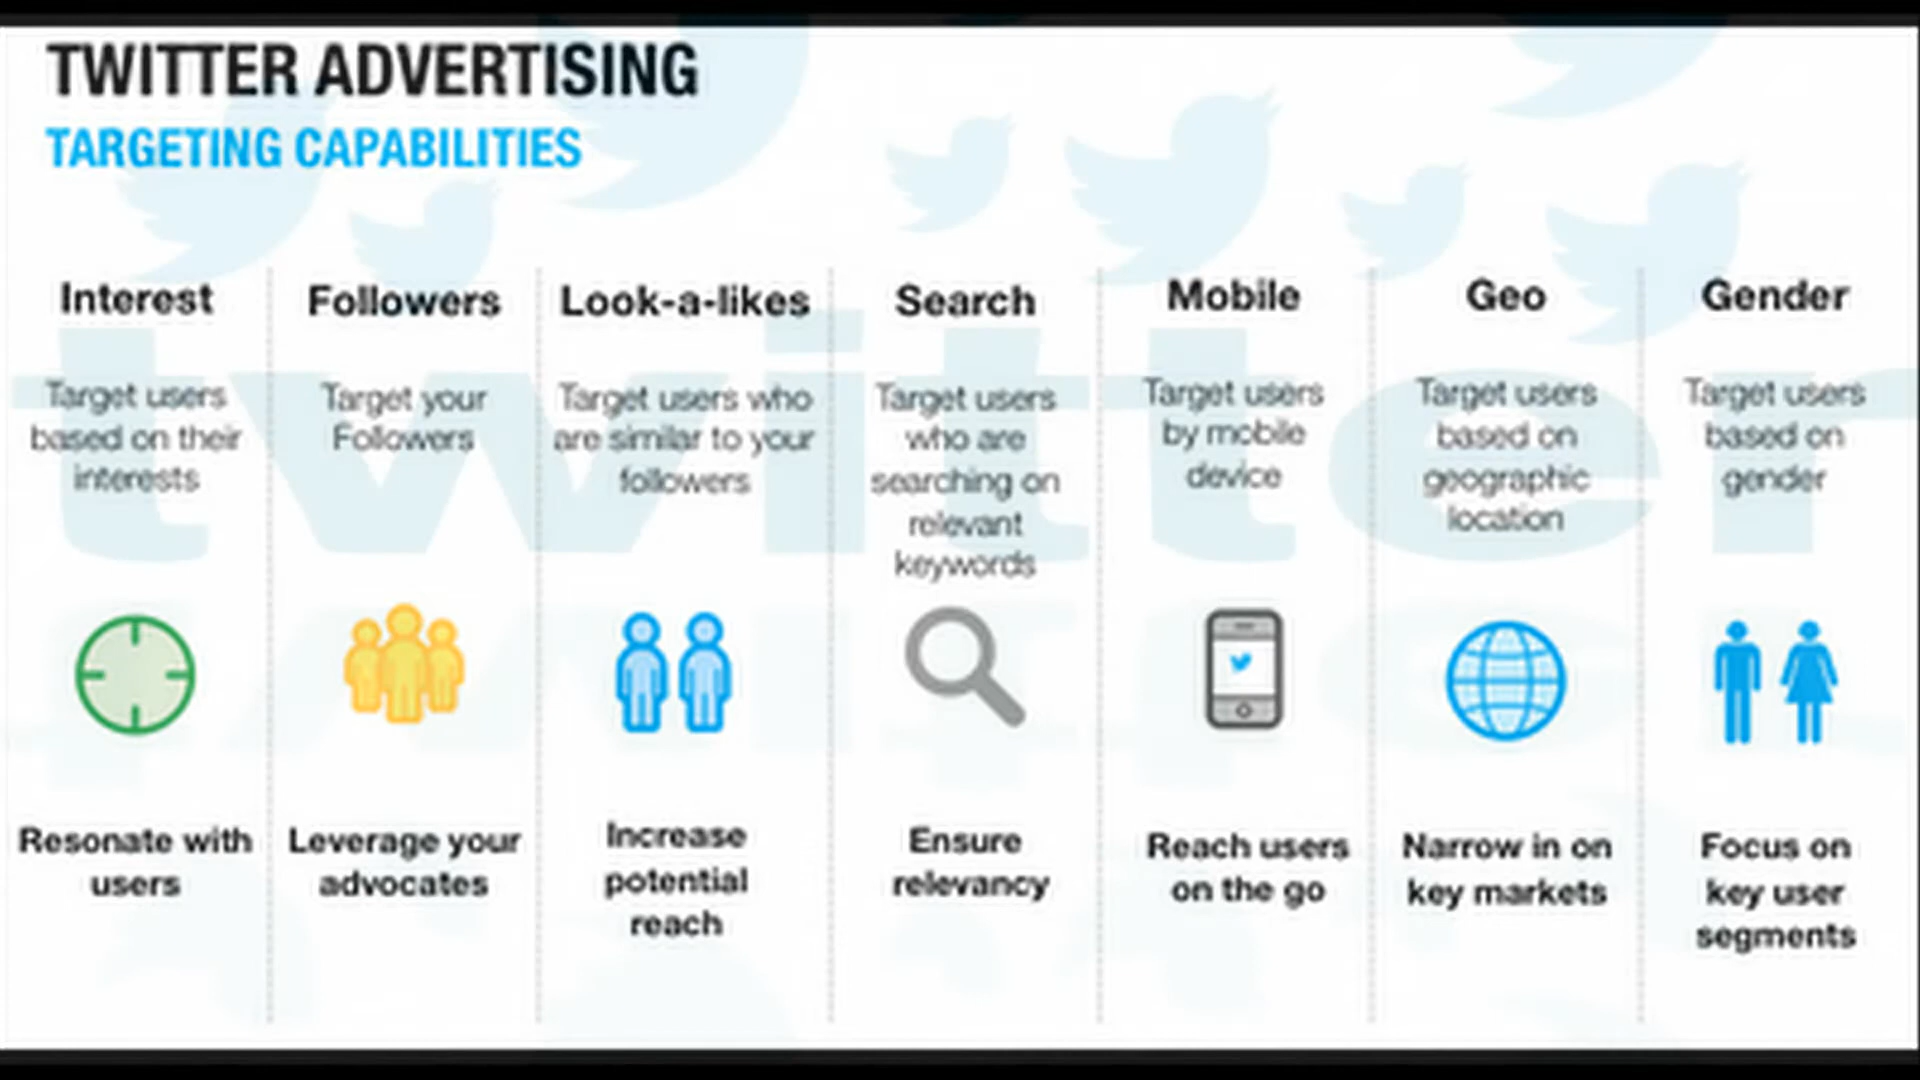 TWITTER ADVERTISING
TARGETING CAPABILITIES
Interest
Target users
based on their
interests
Resonate with
users
Followers
Target your
Followers
Leverage your
advocates
Look-a-likes
Target users who
are similar to your
followers
Increase
potential
reach
Search
Target users
who are
searching on
relevant
keywords
Ensure
relevancy
Mobile
Target users
by mobile
device
Reach users
on the go
Geo
Target users
based on
geographic
location
Narrow in on
key markets
Gender
Target users
based on
gender
Focus on
key user
segments
twitter